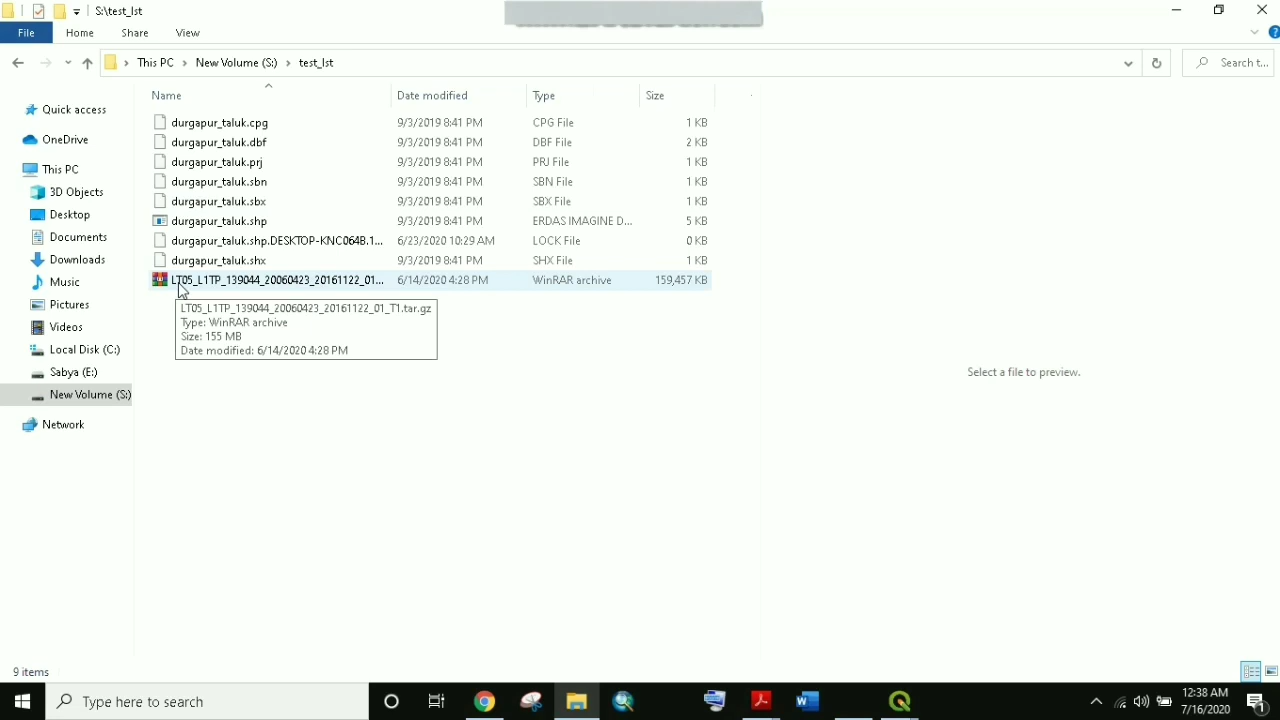 S:\test_lst
File Home Share View
This PC New Volume (S:) test_lst Search t...
Name Date modified Type Size
Quick access
OneDrive
This PC
3D Objects
Desktop
Documents
Downloads
Music
Pictures
Videos
Local Disk (C:)
Sabya (E:)
New Volume (S:)
Network
durgapur_taluk.cpg 9/3/2019 8:41 PM CPG File 1 KB
durgapur_taluk.dbf 9/3/2019 8:41 PM DBF File 2 KB
durgapur_taluk.prj 9/3/2019 8:41 PM PRJ File 1 KB
durgapur_taluk.sbn 9/3/2019 8:41 PM SBN File 1 KB
durgapur_taluk.sbx 9/3/2019 8:41 PM SBX File 1 KB
durgapur_taluk.shp 9/3/2019 8:41 PM ERDAS IMAGINE D... 5 KB
durgapur_taluk.shp.DESKTOP-KNC064B.1... 6/23/2020 10:29 AM LOCK File 0 KB
durgapur_taluk.shx 9/3/2019 8:41 PM SHX File 1 KB
LT05_L1TP_139044_20060423_20161122_01... 6/14/2020 4:28 PM WinRAR archive 159,457 KB
LT05_L1TP_139044_20060423_20161122_01_T1.tar.gz
Type: WinRAR archive
Size: 155 MB
Date modified: 6/14/2020 4:28 PM
Select a file to preview.
9 items
Type here to search
12:38 AM
7/16/2020
1